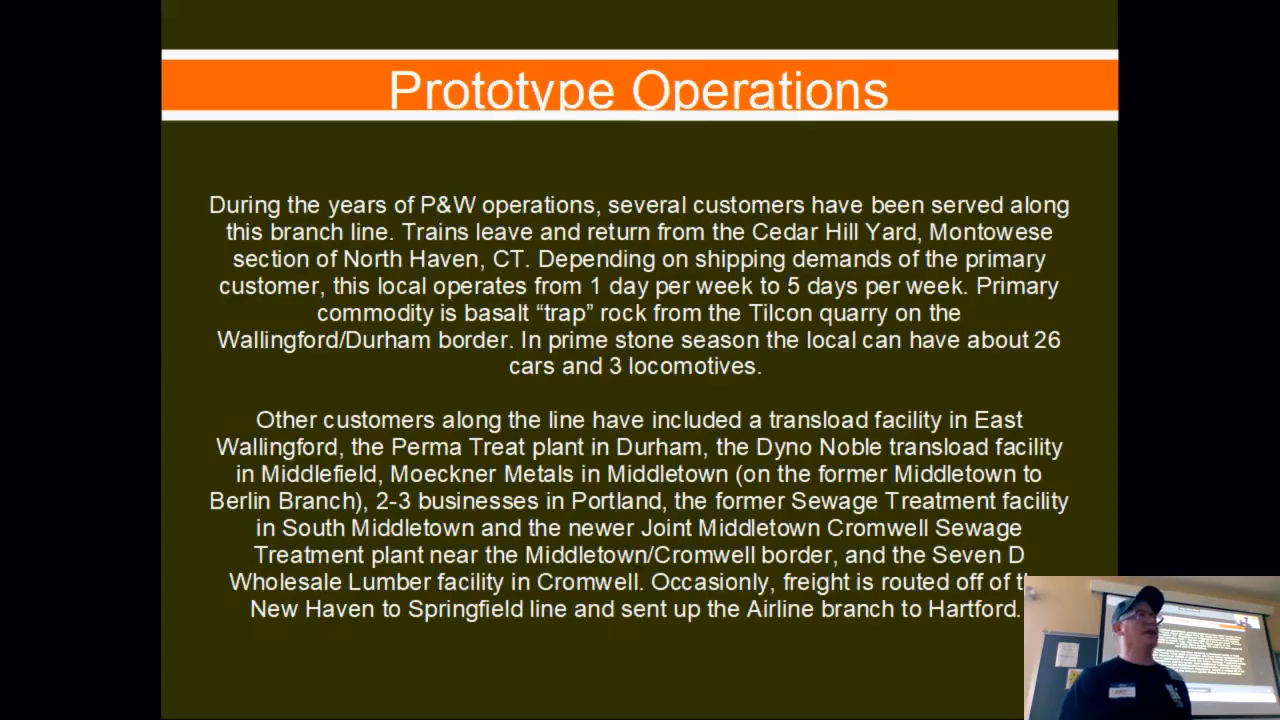 Prototype Operations
During the years of P&W operations, several customers have been served along
this branch line. Trains leave and return from the Cedar Hill Yard, Montowese
section of North Haven, CT. Depending on shipping demands of the primary
customer, this local operates from 1 day per week to 5 days per week. Primary
commodity is basalt “trap” rock from the Tilcon quarry on the
Wallingford/Durham border. In prime stone season the local can have about 26
cars and 3 locomotives.
Other customers along the line have included a transload facility in East
Wallingford, the Perma Treat plant in Durham, the Dyno Noble transload facility
in Middlefield, Moeckner Metals in Middletown (on the former Middletown to
Berlin Branch), 2-3 businesses in Portland, the former Sewage Treatment facility
in South Middletown and the newer Joint Middletown Cromwell Sewage
Treatment plant near the Middletown/Cromwell border, and the Seven D
Wholesale Lumber facility in Cromwell. Occasionly, freight is routed off of
New Haven to Springfield line and sent up the Airline branch to Hartford.